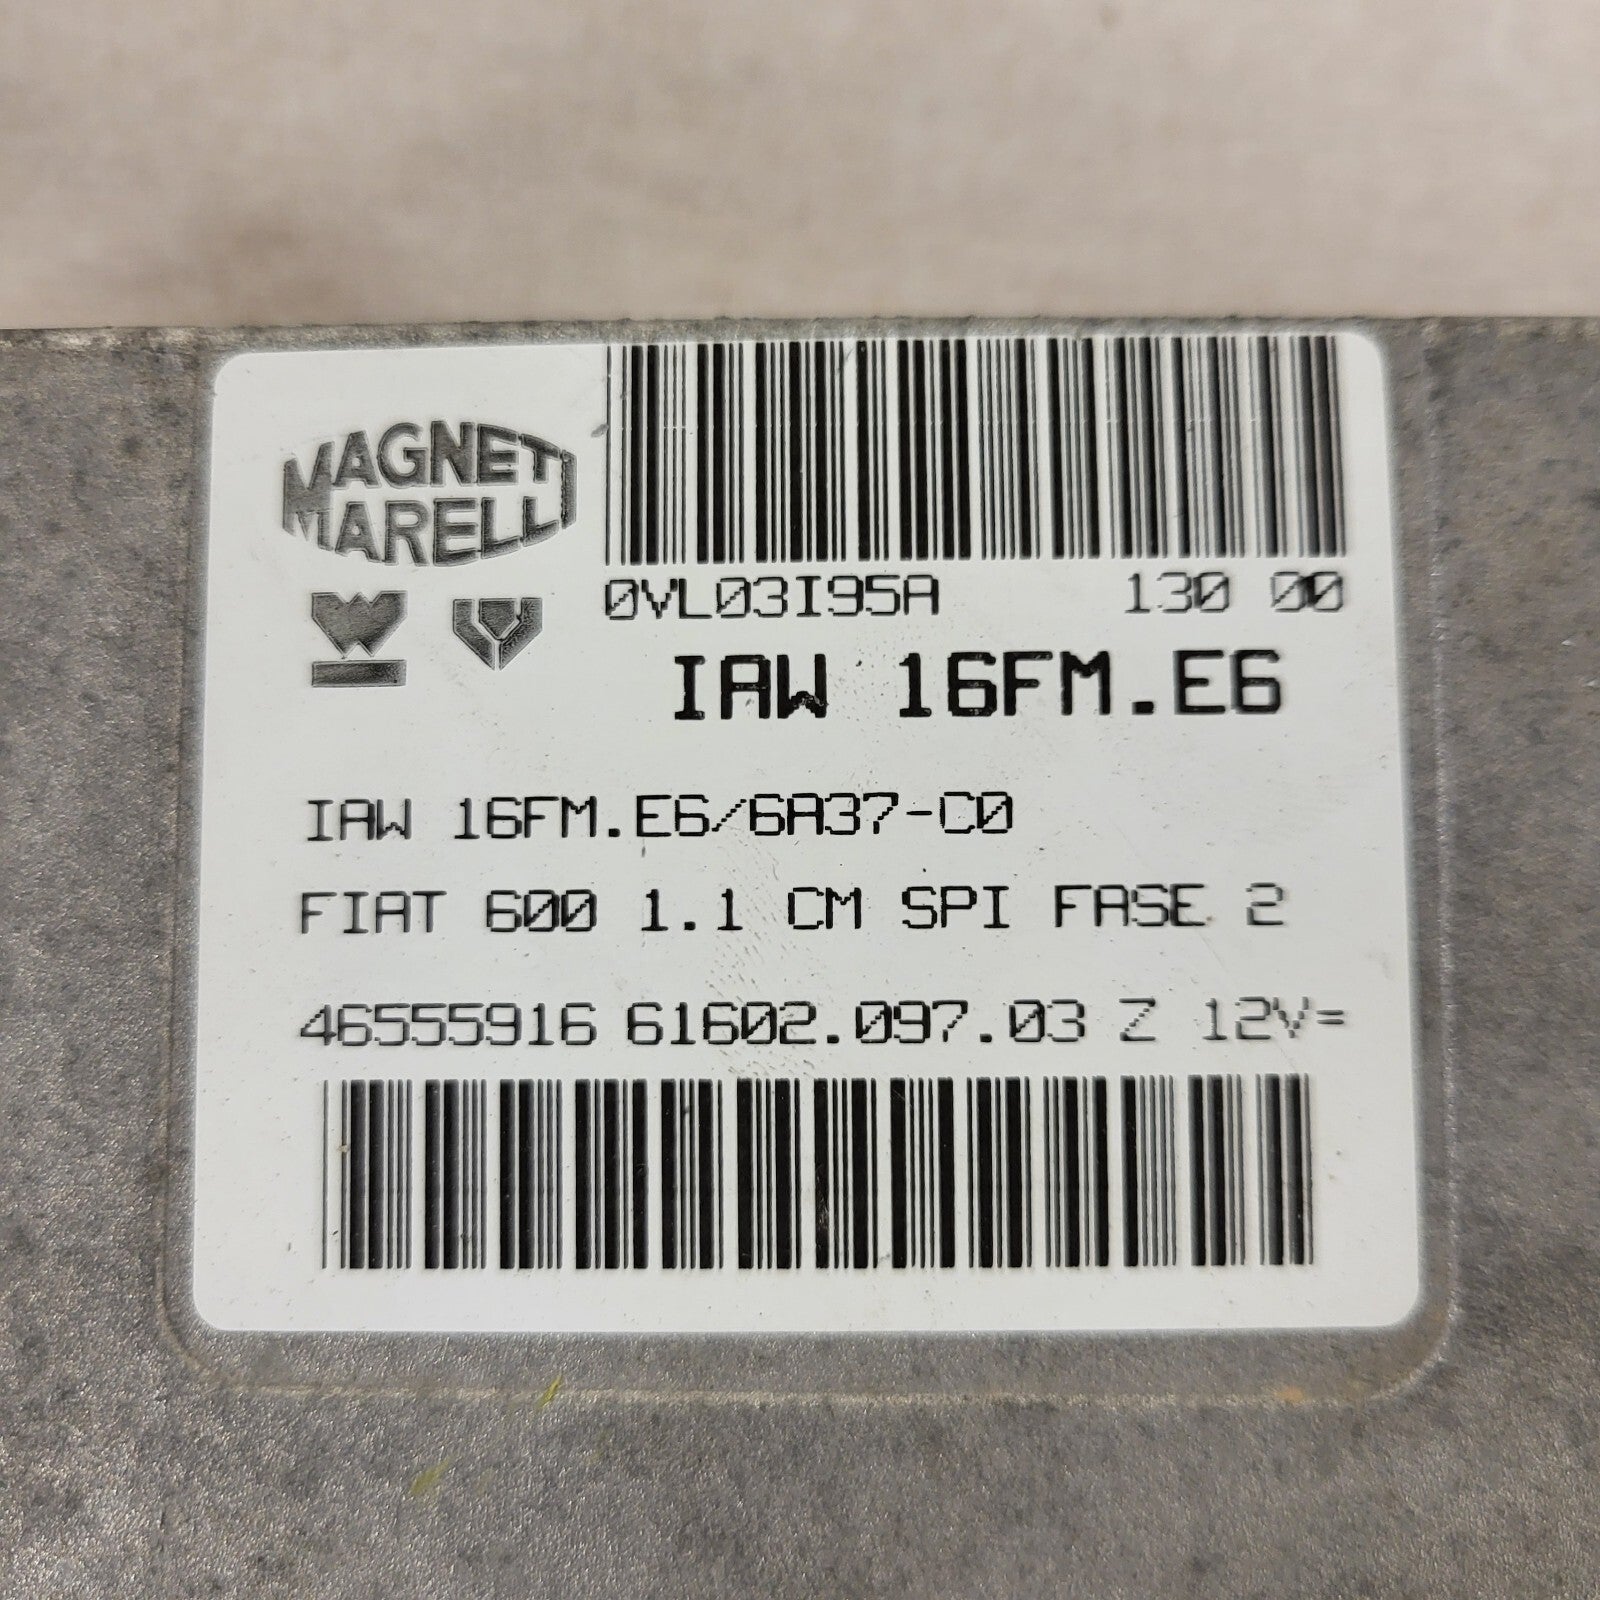 MAGNETI
MARELLI
0VL03I95A 130 00
IAW 16FM.E6
IAW 16FM.E6/6A37-C0
FIAT 600 1.1 CM SPI FASE 2
46555916 61602.097.03 Z 12V=